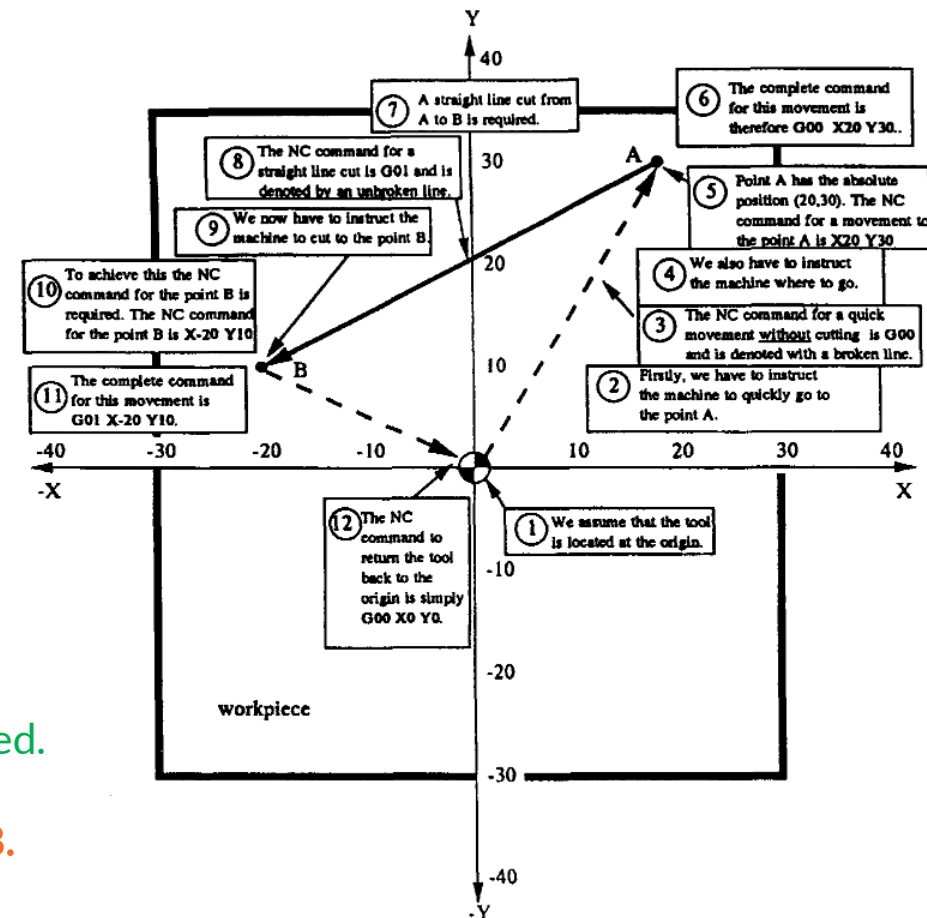 Y
40
7 A straight line cut from
A to B is required.
6 The complete command
for this movement is
therefore G00 X20 Y30..
8 The NC command for a
straight line cut is G01 and is
denoted by an unbroken line.
30
A
5 Point A has the absolute
position (20,30). The NC
command for a movement to
the point A is X20 Y30
9 We now have to instruct the
machine to cut to the point B.
20
4 We also have to instruct
the machine where to go.
10 To achieve this the NC
command for the point B is
required. The NC command
for the point B is X-20 Y10
3 The NC command for a quick
movement without cutting is G00
and is denoted with a broken line.
10
B
11 The complete command
for this movement is
G01 X-20 Y10.
2 Firstly, we have to instruct
the machine to quickly go to
the point A.
-40 -30 -20 -10 10 20 30 40
-X X
12 The NC
command to
return the tool
back to the
origin is simply
G00 X0 Y0.
1 We assume that the tool
is located at the origin.
-10
-20
workpiece
ed.
-30
B.
-40
-Y